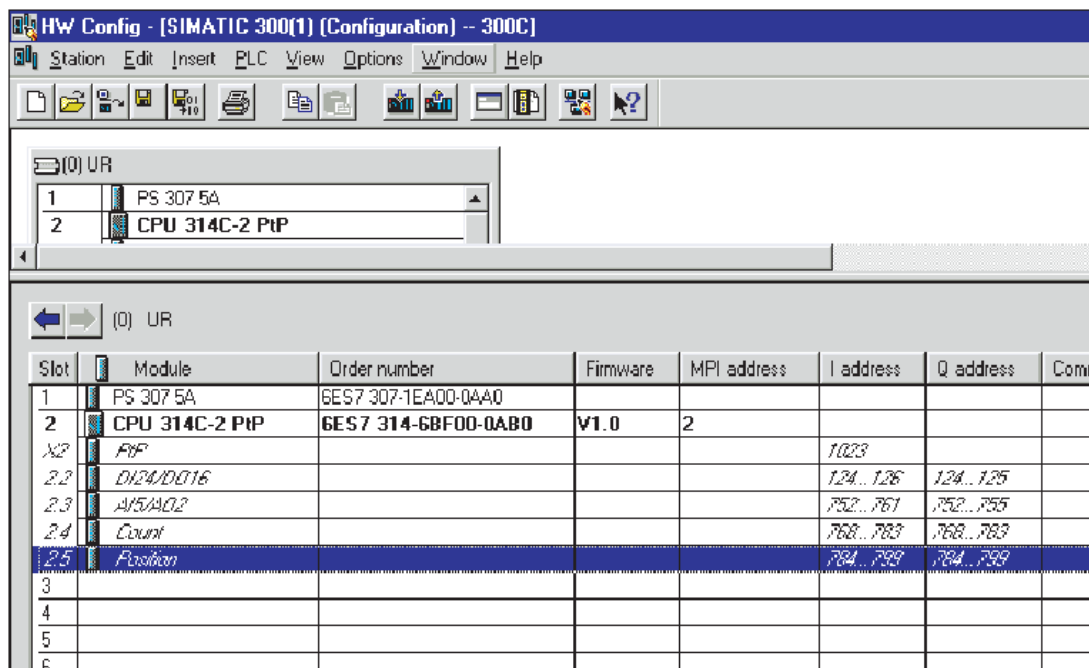 HW Config - [SIMATIC 300(1) (Configuration) -- 300C]
Station Edit Insert PLC View Options Window Help
(0) UR
1 PS 307 5A
2 CPU 314C-2 PtP
(0) UR
Slot Module Order number Firmware MPI address I address Q address Comm
1 PS 307 5A 6ES7 307-1EA00-0AA0
2 CPU 314C-2 PtP 6ES7 314-6BF00-0AB0 V1.0 2
X2 PtP 1023
2.2 DI24/DO16 124...126 124...125
2.3 AI5/AO2 752...761 752...755
2.4 Count 768...783 768...783
2.5 Position 784...799 784...799
3
4
5
6